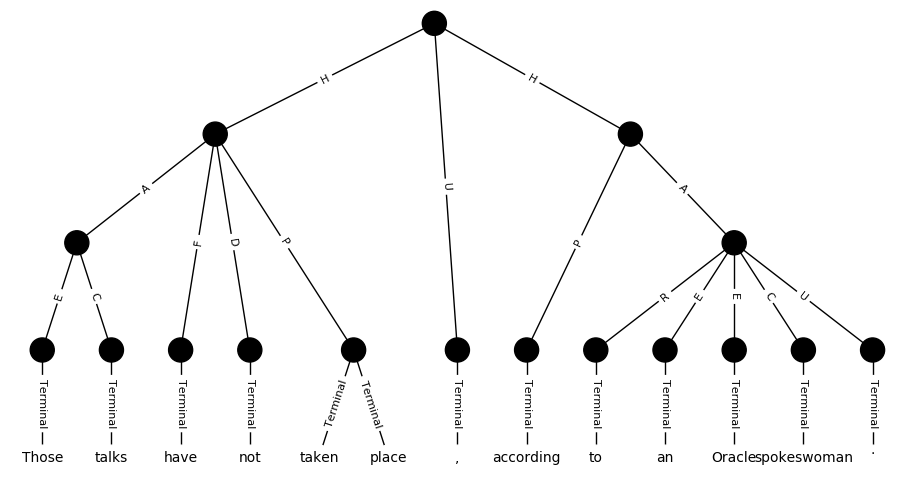 H H
U
A A
F D P P
E C R E E C U
Terminal Terminal Terminal Terminal Terminal Terminal Terminal Terminal Terminal Terminal Terminal Terminal Terminal
Those talks have not taken place , according to an Oracle spokeswoman .